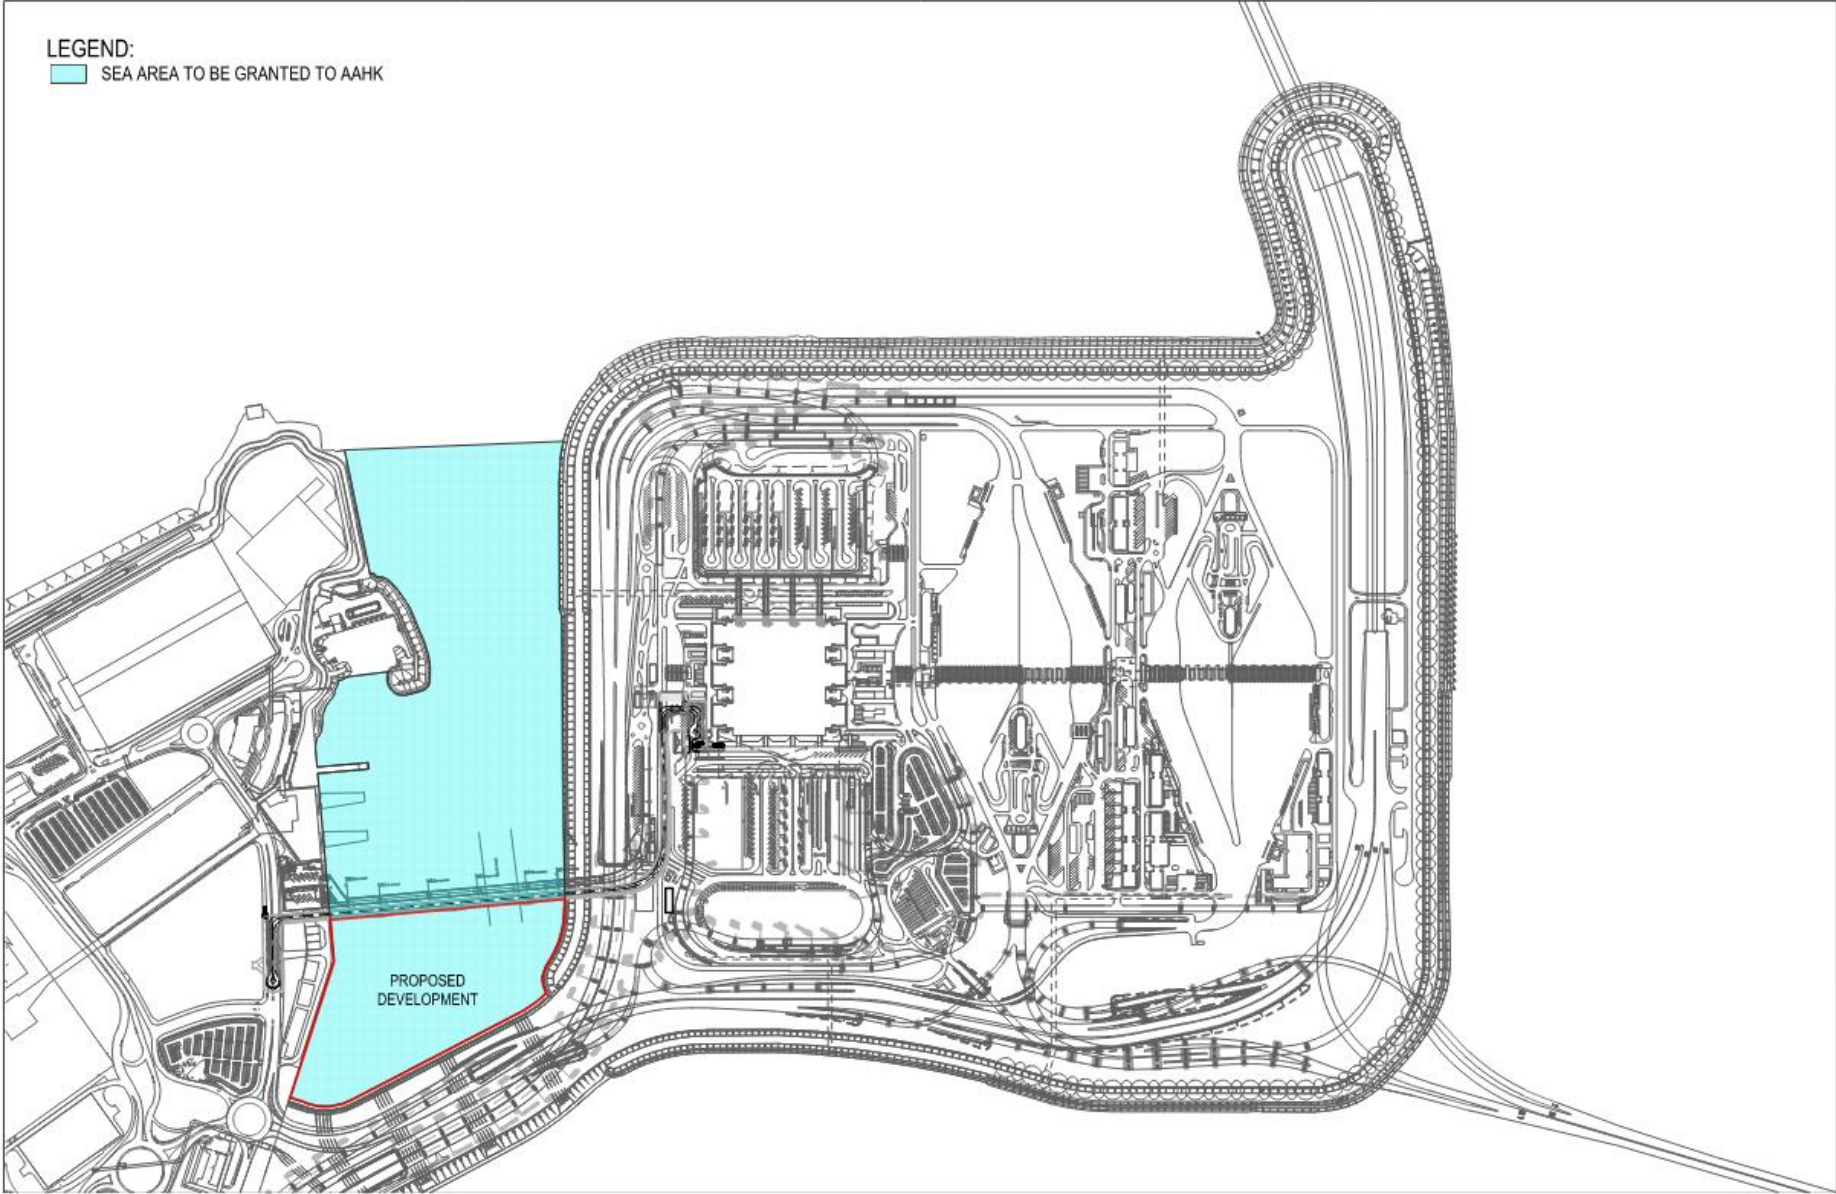 LEGEND:
SEA AREA TO BE GRANTED TO AAHK
PROPOSED
DEVELOPMENT